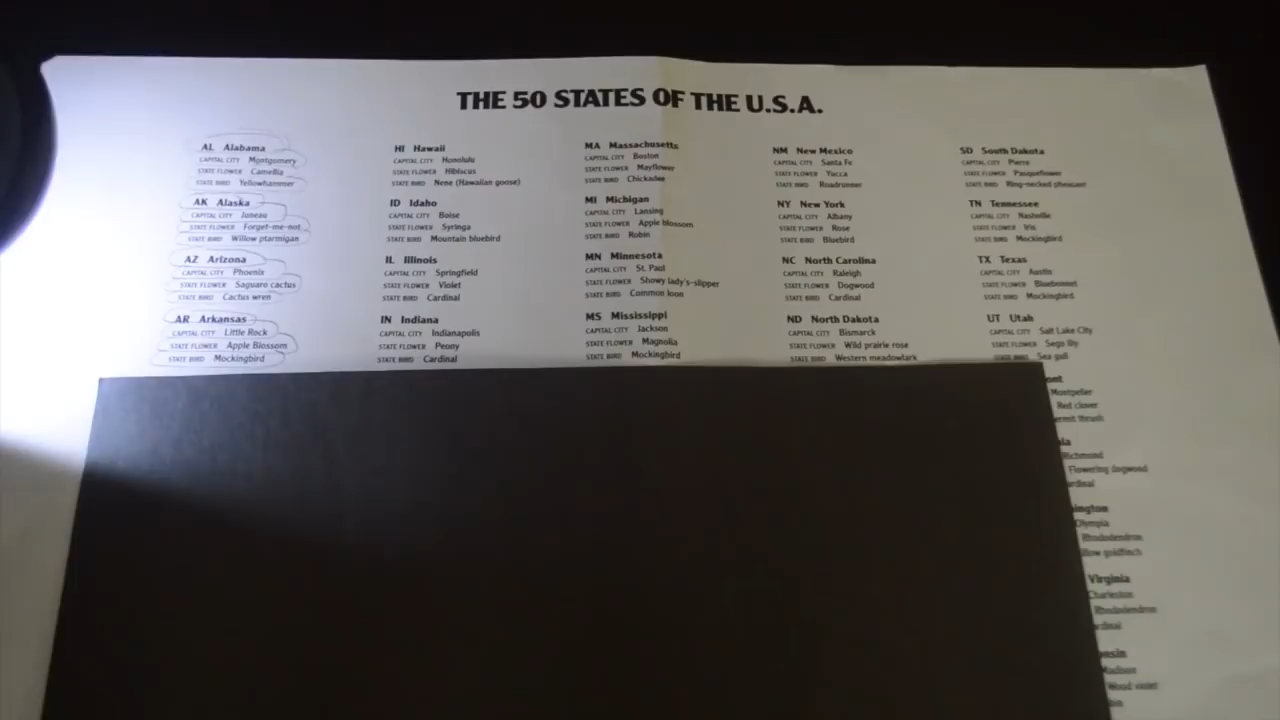 THE 50 STATES OF THE U.S.A.
AL Alabama
CAPITAL CITY Montgomery
STATE FLOWER Camellia
STATE BIRD Yellowhammer
AK Alaska
CAPITAL CITY Juneau
STATE FLOWER Forget-me-not
STATE BIRD Willow ptarmigan
AZ Arizona
CAPITAL CITY Phoenix
STATE FLOWER Saguaro cactus
STATE BIRD Cactus wren
AR Arkansas
CAPITAL CITY Little Rock
STATE FLOWER Apple Blossom
STATE BIRD Mockingbird
HI Hawaii
CAPITAL CITY Honolulu
STATE FLOWER Hibiscus
STATE BIRD Nene (Hawaiian goose)
ID Idaho
CAPITAL CITY Boise
STATE FLOWER Syringa
STATE BIRD Mountain bluebird
IL Illinois
CAPITAL CITY Springfield
STATE FLOWER Violet
STATE BIRD Cardinal
IN Indiana
CAPITAL CITY Indianapolis
STATE FLOWER Peony
STATE BIRD Cardinal
MA Massachusetts
CAPITAL CITY Boston
STATE FLOWER Mayflower
STATE BIRD Chickadee
MI Michigan
CAPITAL CITY Lansing
STATE FLOWER Apple blossom
STATE BIRD Robin
MN Minnesota
CAPITAL CITY St. Paul
STATE FLOWER Showy lady's-slipper
STATE BIRD Common loon
MS Mississippi
CAPITAL CITY Jackson
STATE FLOWER Magnolia
STATE BIRD Mockingbird
NM New Mexico
CAPITAL CITY Santa Fe
STATE FLOWER Yucca
STATE BIRD Roadrunner
NY New York
CAPITAL CITY Albany
STATE FLOWER Rose
STATE BIRD Bluebird
NC North Carolina
CAPITAL CITY Raleigh
STATE FLOWER Dogwood
STATE BIRD Cardinal
ND North Dakota
CAPITAL CITY Bismarck
STATE FLOWER Wild prairie rose
STATE BIRD Western meadowlark
SD South Dakota
CAPITAL CITY Pierre
STATE FLOWER Pasqueflower
STATE BIRD Ring-necked pheasant
TN Tennessee
CAPITAL CITY Nashville
STATE FLOWER Iris
STATE BIRD Mockingbird
TX Texas
CAPITAL CITY Austin
STATE FLOWER Bluebonnet
STATE BIRD Mockingbird
UT Utah
CAPITAL CITY Salt Lake City
STATE FLOWER Sego lily
STATE BIRD Sea gull
ont
Montpelier
Red clover
ermit thrush
ia
Richmond
Flowering dogwood
ardinal
ington
Olympia
Rhododendron
llow goldfinch
Virginia
Charleston
Rhododendron
ardinal
onsin
Madison
Wood violet